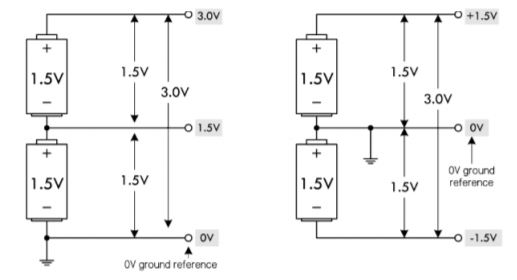 3.0V
+
1.5V
−
1.5V
3.0V
1.5V
+
1.5V
−
1.5V
0V
0V ground reference
+1.5V
+
1.5V
−
1.5V
3.0V
0V
0V ground
reference
+
1.5V
−
1.5V
-1.5V